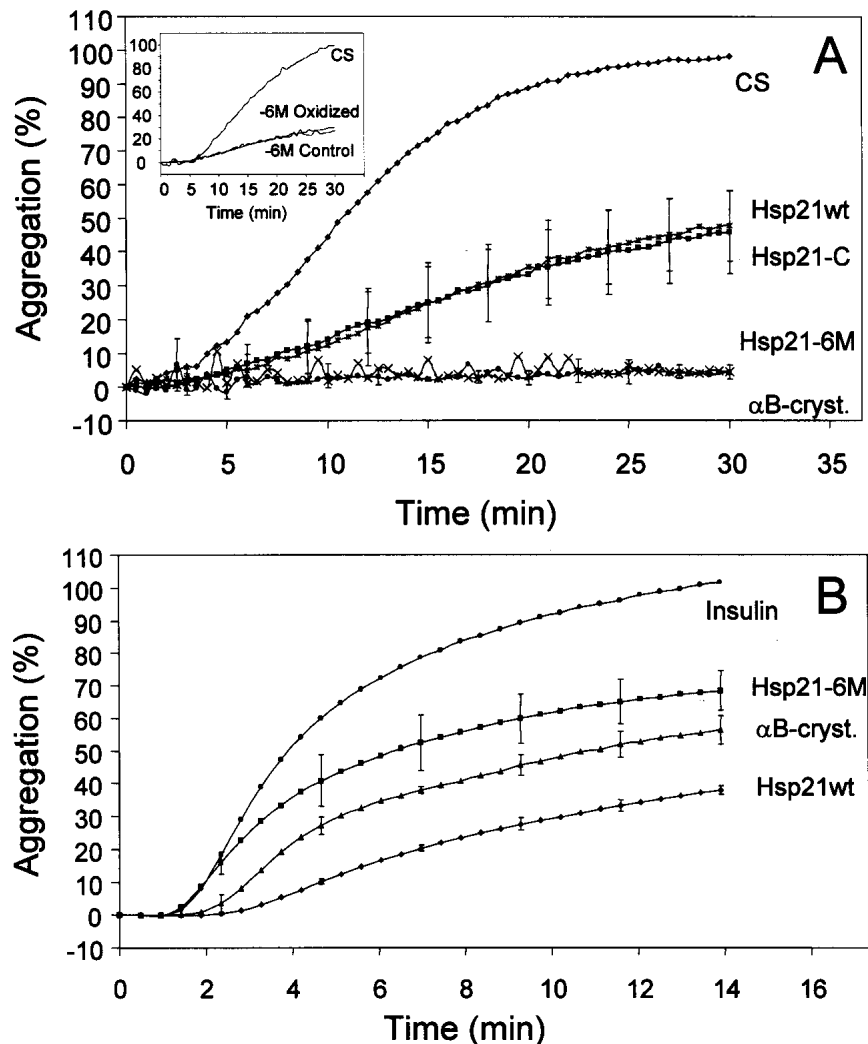 A
Aggregation (%)
110
100
90
80
70
60
50
40
30
20
10
0
-10
100
80
60
40
20
0
CS
-6M Oxidized
-6M Control
0 5 10 15 20 25 30
Time (min)
CS
Hsp21wt
Hsp21-C
Hsp21-6M
αB-cryst.
0 5 10 15 20 25 30 35
Time (min)
B
Aggregation (%)
110
100
90
80
70
60
50
40
30
20
10
0
-10
Insulin
Hsp21-6M
αB-cryst.
Hsp21wt
0 2 4 6 8 10 12 14 16
Time (min)